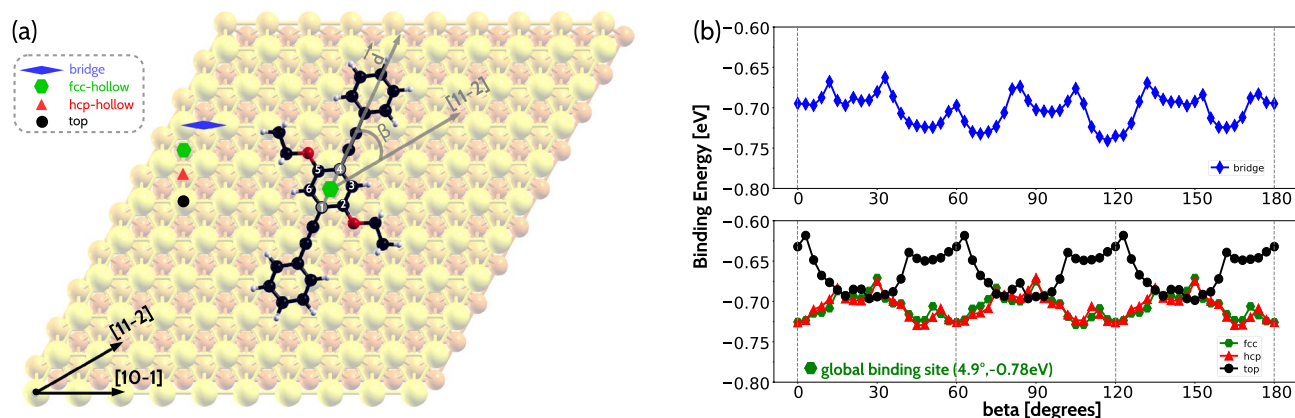 (a)
bridge
fcc-hollow
hcp-hollow
top
d
[11-2]
β
5
4
6
3
1
2
[11-2]
[10-1]
(b)
Binding Energy [eV]
−0.60
−0.65
−0.70
−0.75
−0.80
bridge
0
30
60
90
120
150
180
−0.60
−0.65
−0.70
−0.75
−0.80
fcc
hcp
top
global binding site (4.9°,-0.78eV)
0
30
60
90
120
150
180
beta [degrees]